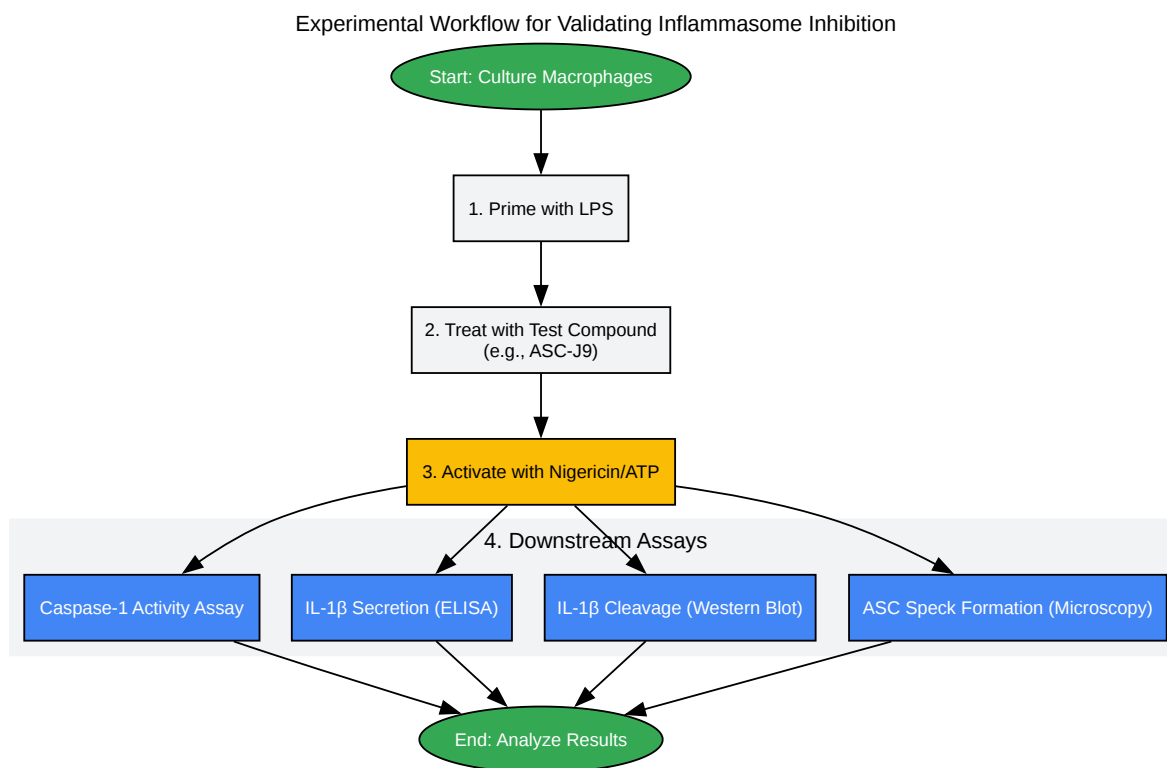 Experimental Workflow for Validating Inflammasome Inhibition
Start: Culture Macrophages
1. Prime with LPS
2. Treat with Test Compound
(e.g., ASC-J9)
3. Activate with Nigericin/ATP
4. Downstream Assays
Caspase-1 Activity Assay
IL-1β Secretion (ELISA)
IL-1β Cleavage (Western Blot)
ASC Speck Formation (Microscopy)
End: Analyze Results